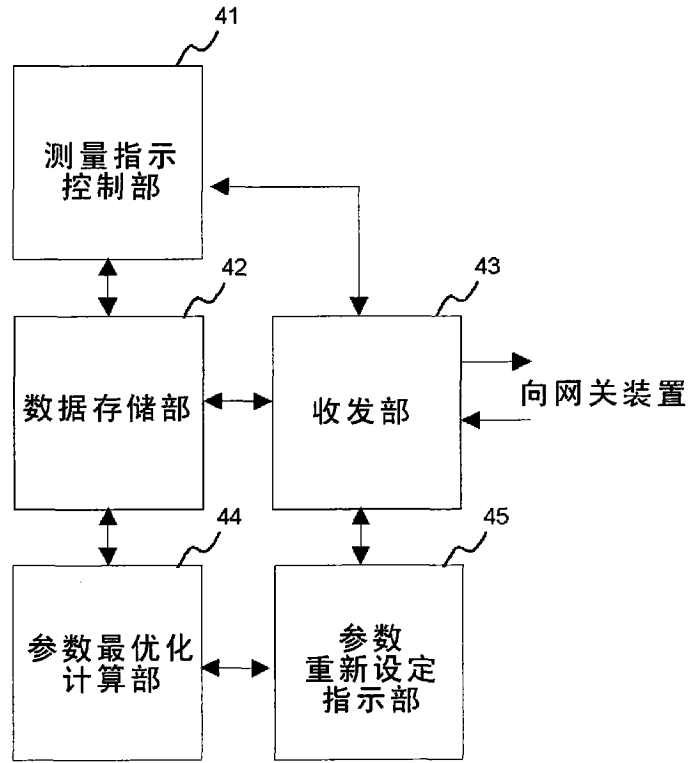 41
测量指示
控制部
42
43
数据存储部
收发部
向网关装置
44
45
参数最优化
计算部
参数
重新设定
指示部